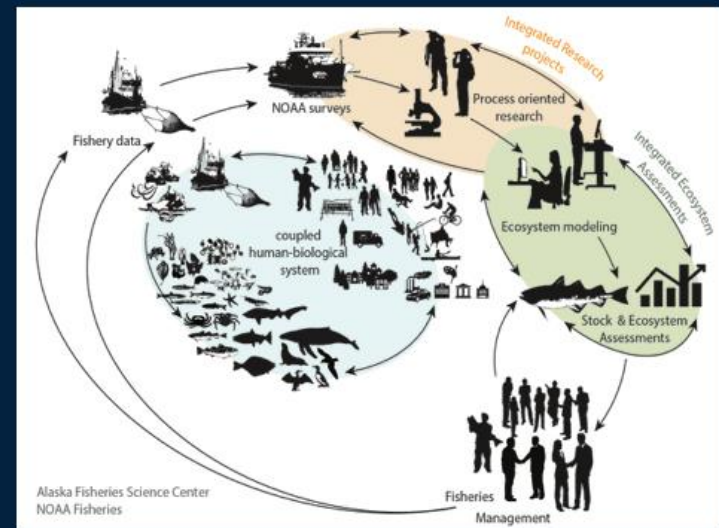 Integrated Research
projects
NOAA surveys
Process oriented
research
Fishery data
Integrated Ecosystem
Assessments
coupled
human-biological
system
Ecosystem modeling
Stock & Ecosystem
Assessments
Fisheries
Management
Alaska Fisheries Science Center
NOAA Fisheries